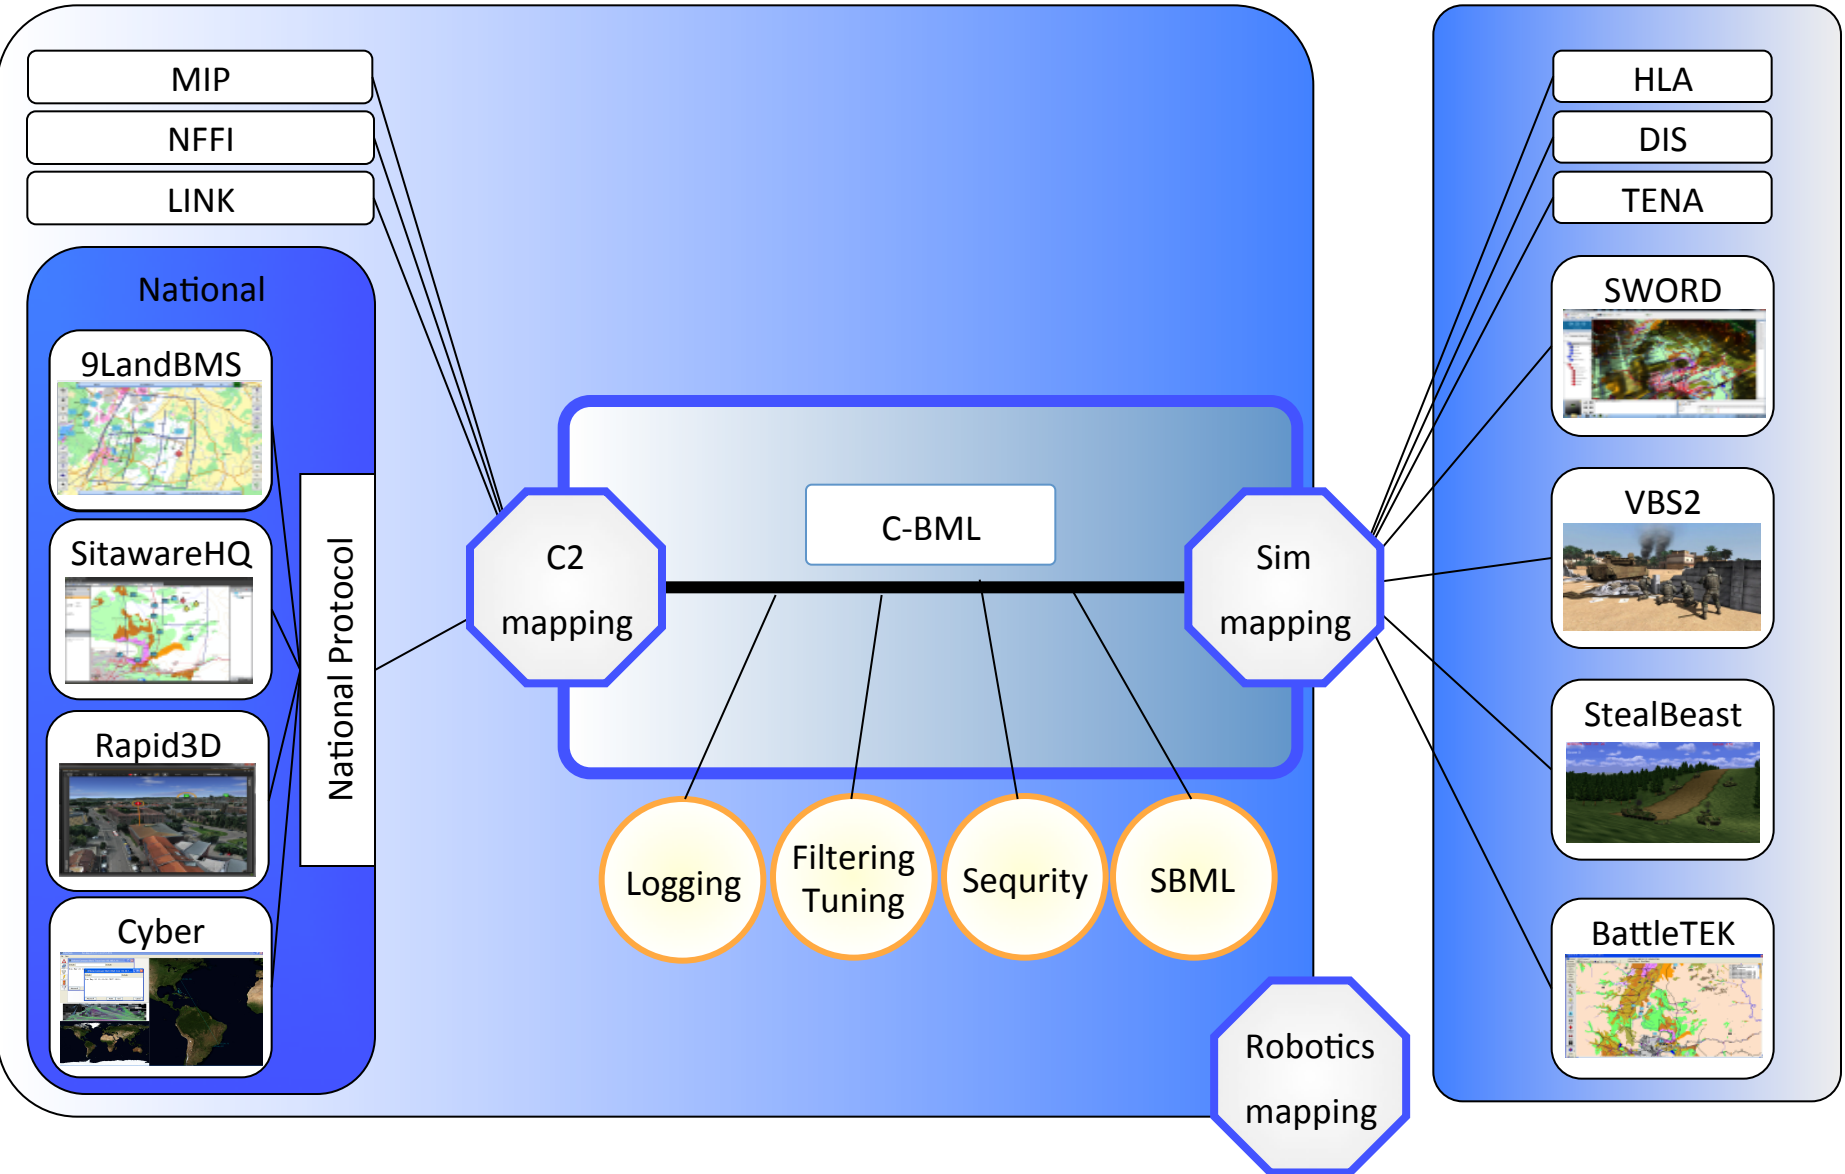 MIP
NFFI
LINK
National
9LandBMS
SitawareHQ
Rapid3D
Cyber
National Protocol
C2
mapping
C-BML
Sim
mapping
Logging
Filtering
Tuning
Sequrity
SBML
Robotics
mapping
HLA
DIS
TENA
SWORD
VBS2
StealBeast
BattleTEK